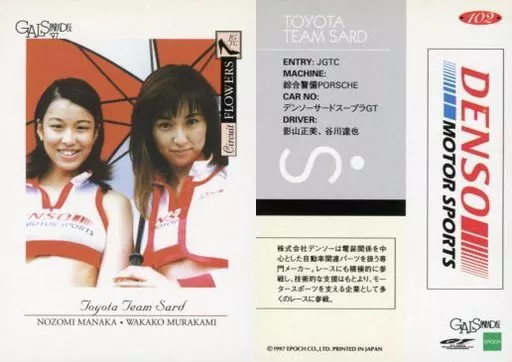 GALS PARADISE '97
JG
TC
Circuit FLOWERS
DENSO
MOTOR SPORTS
Toyota Team Sard
NOZOMI MANAKA • WAKAKO MURAKAMI
TOYOTA
TEAM SARD
ENTRY: JGTC
MACHINE:
綜合警備PORSCHE
CAR NO:
デンソーサードスープラGT
DRIVER:
影山正美、谷川達也
S.
株式会社デンソーは電装関係を中
心とした自動車関連パーツを扱う専
門メーカー。レースにも積極的に参
戦し、技術的な支援はもとより、モー
タースポーツを支える企業として多
くのレースに参戦。
©1997 EPOCH CO., LTD. PRINTED IN JAPAN
102
DENSO
MOTOR SPORTS
GALS PARADISE
GT
EPOCH